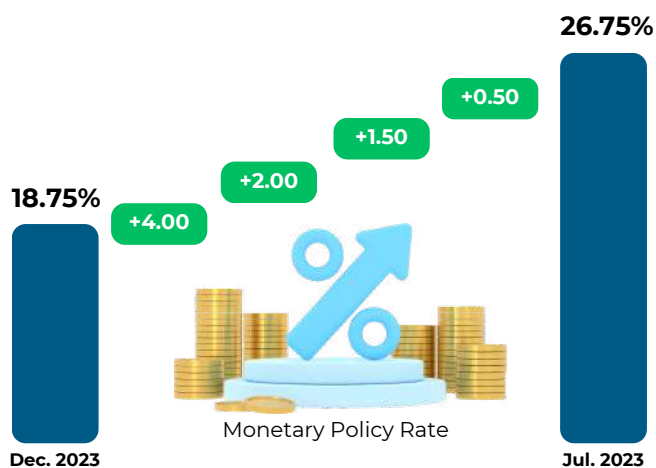 26.75%
+0.50
+1.50
+2.00
18.75%
+4.00
Monetary Policy Rate
Dec. 2023
Jul. 2023